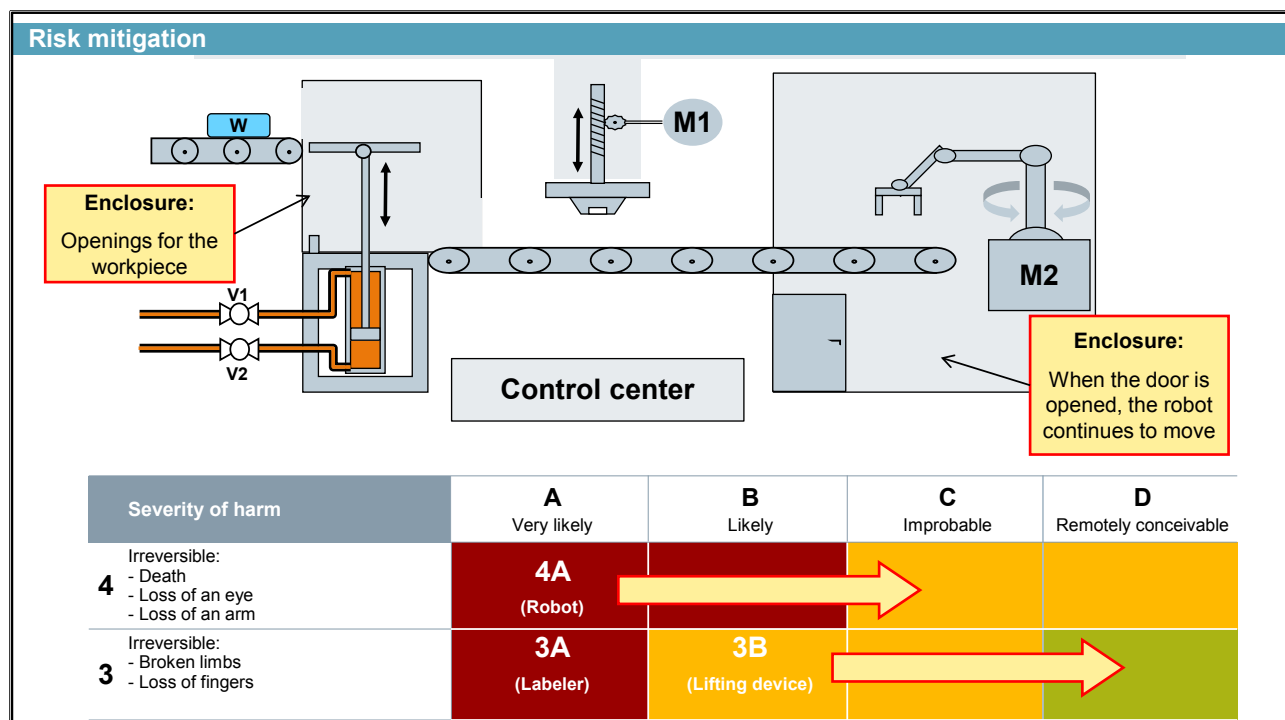 Risk mitigation
W
M1
Enclosure:
Openings for the
workpiece
V1
V2
M2
Control center
Enclosure:
When the door is
opened, the robot
continues to move
Severity of harm
A
Very likely
B
Likely
C
Improbable
D
Remotely conceivable
4
Irreversible:
- Death
- Loss of an eye
- Loss of an arm
4A
(Robot)
3
Irreversible:
- Broken limbs
- Loss of fingers
3A
(Labeler)
3B
(Lifting device)